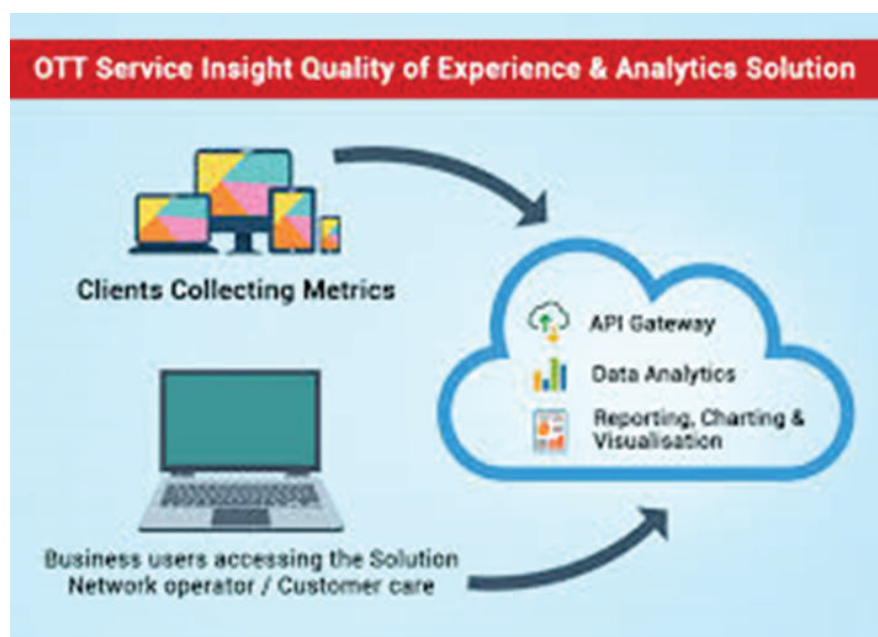 OTT Service Insight Quality of Experience & Analytics Solution
Clients Collecting Metrics
API Gateway
Data Analytics
Reporting, Charting &
Visualisation
Business users accessing the Solution
Network operator / Customer care